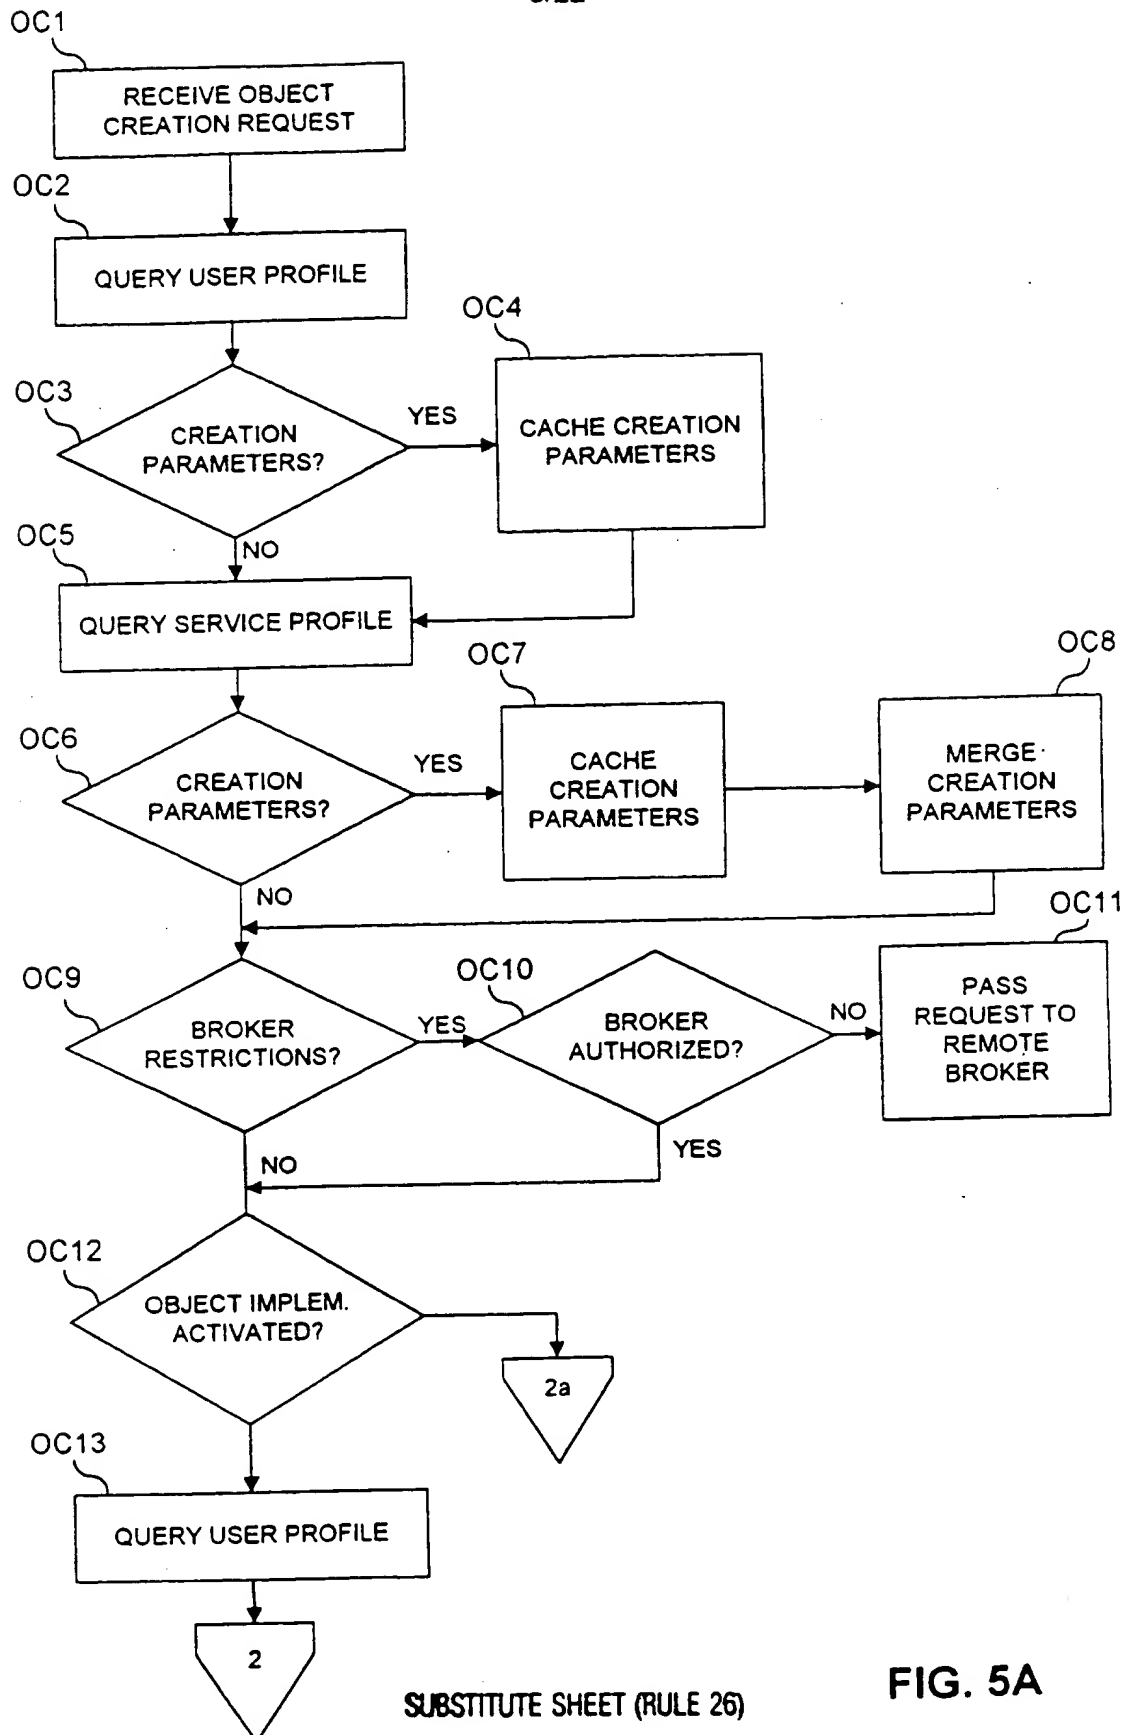 OC1
RECEIVE OBJECT
CREATION REQUEST
OC2
QUERY USER PROFILE
OC3
CREATION
PARAMETERS?
YES
NO
OC4
CACHE CREATION
PARAMETERS
OC5
QUERY SERVICE PROFILE
OC6
CREATION
PARAMETERS?
YES
NO
OC7
CACHE
CREATION
PARAMETERS
OC8
MERGE
CREATION
PARAMETERS
OC9
BROKER
RESTRICTIONS?
YES
NO
OC10
BROKER
AUTHORIZED?
NO
YES
OC11
PASS
REQUEST TO
REMOTE
BROKER
OC12
OBJECT IMPLEM.
ACTIVATED?
2a
OC13
QUERY USER PROFILE
2
SUBSTITUTE SHEET (RULE 26)
FIG. 5A